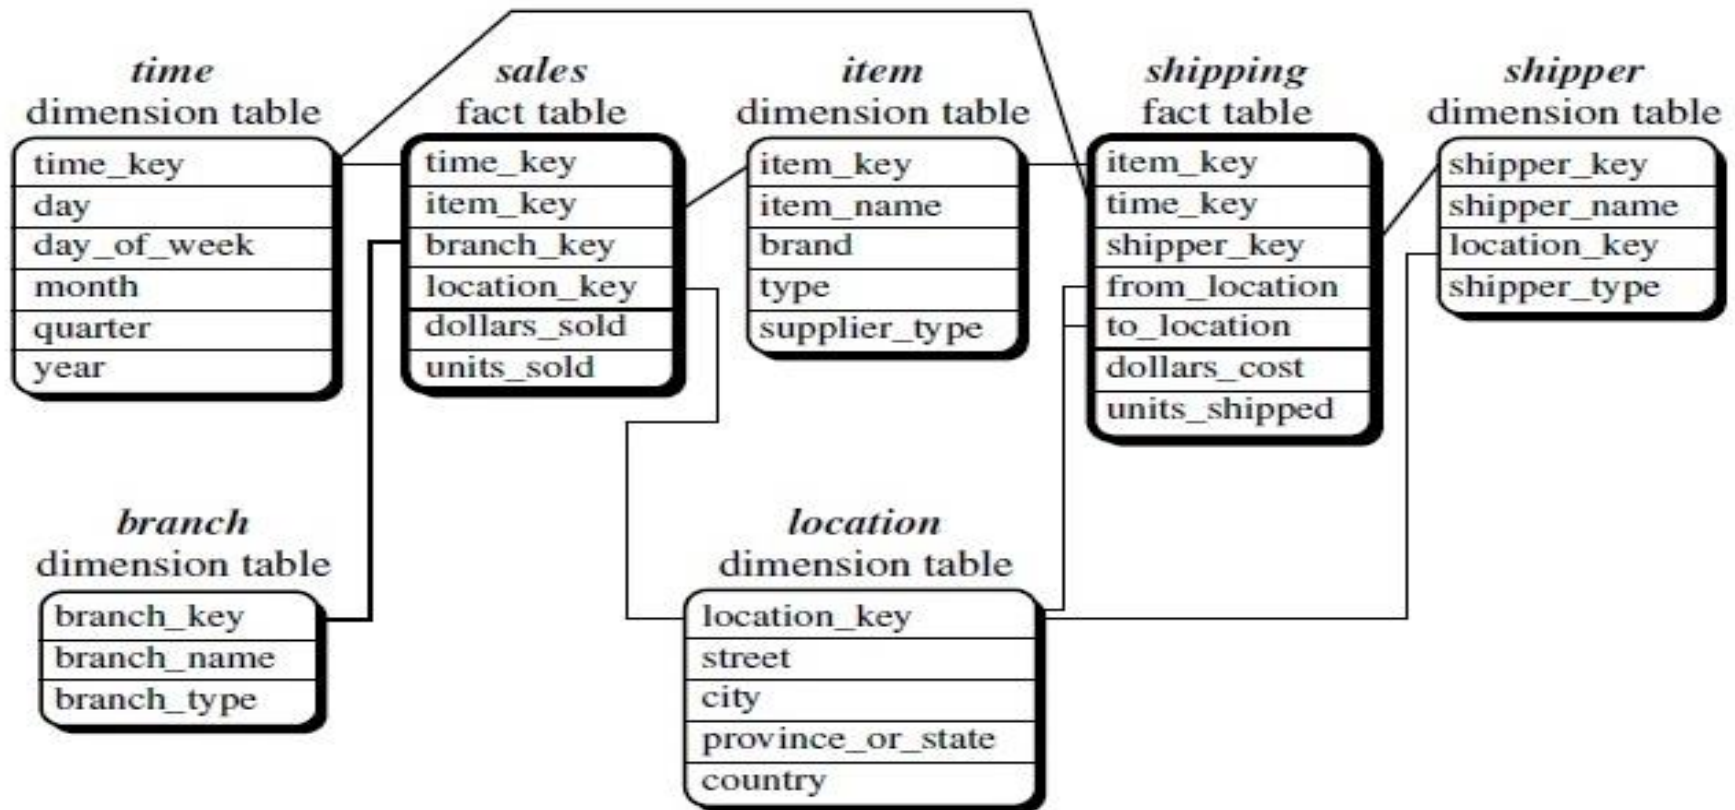 time
dimension table
time_key
day
day_of_week
month
quarter
year
sales
fact table
time_key
item_key
branch_key
location_key
dollars_sold
units_sold
item
dimension table
item_key
item_name
brand
type
supplier_type
shipping
fact table
item_key
time_key
shipper_key
from_location
to_location
dollars_cost
units_shipped
shipper
dimension table
shipper_key
shipper_name
location_key
shipper_type
branch
dimension table
branch_key
branch_name
branch_type
location
dimension table
location_key
street
city
province_or_state
country